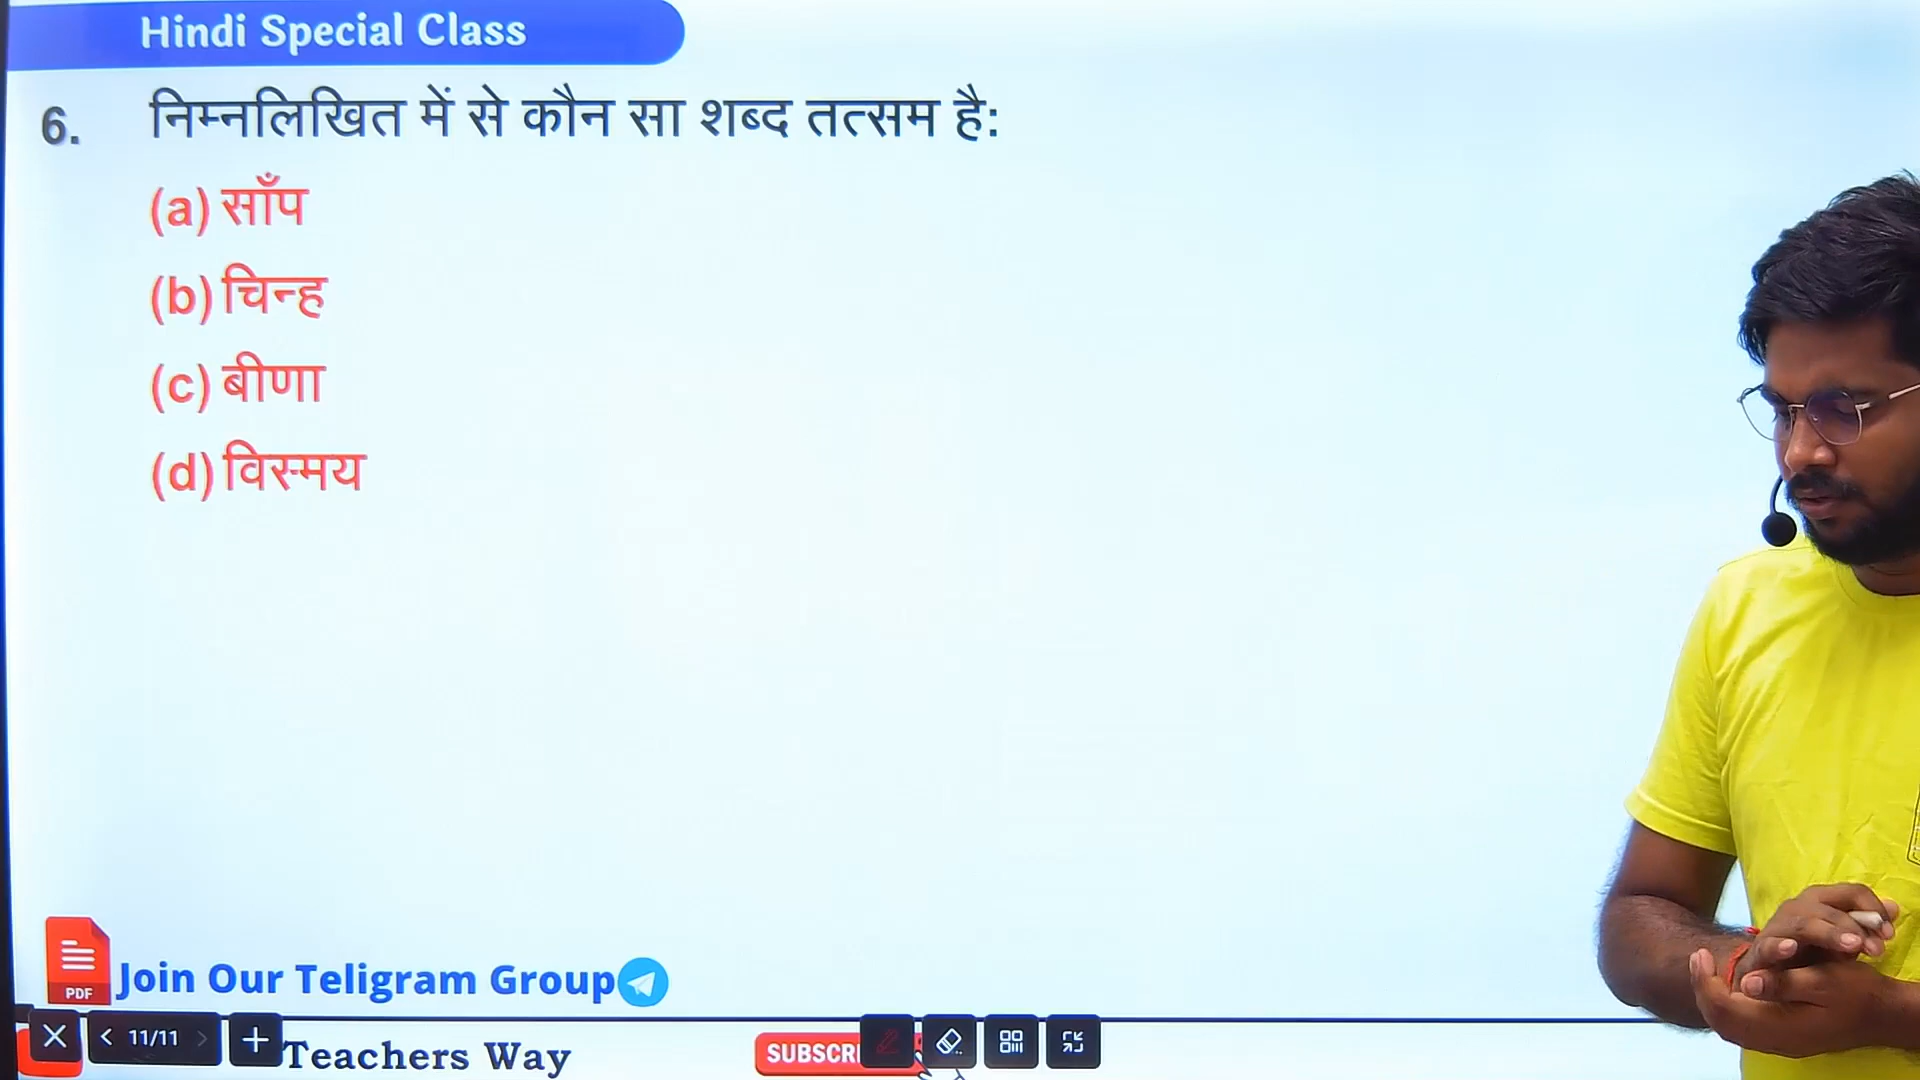 Hindi Special Class
6. निम्नलिखित में से कौन सा शब्द तत्सम है:
(a) साँप
(b) चिन्ह
(c) बीणा
(d) विस्मय
PDF
Join Our Teligram Group
11/11
Teachers Way
SUBSCRI